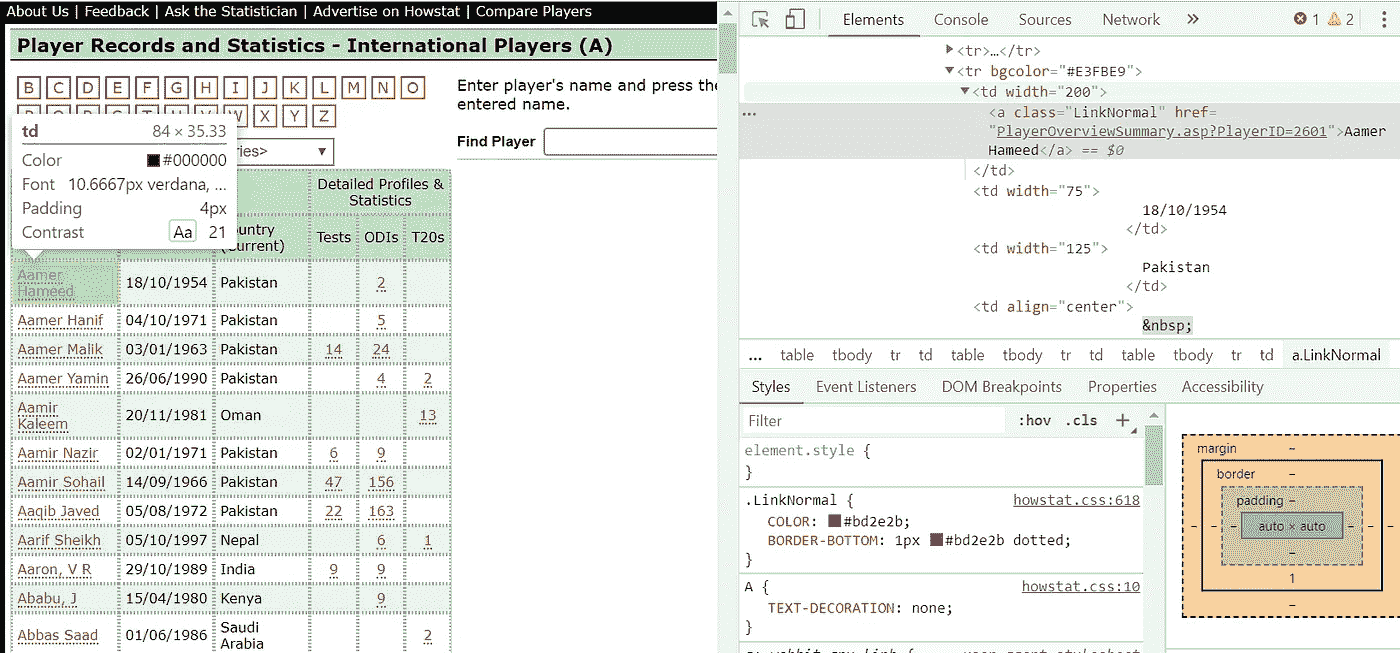 About Us | Feedback | Ask the Statistician | Advertise on Howstat | Compare Players
Player Records and Statistics - International Players (A)
B C D E F G H I J K L M N O
W X Y Z
Enter player's name and press the
entered name.
Find Player
ries>
td 84 × 35.33
Color #000000
Font 10.6667px verdana, ...
Padding 4px
Contrast Aa 21
Detailed Profiles &
Statistics
ountry
(Current)
Tests ODIs T20s
Aamer
Hameed 18/10/1954 Pakistan 2
Aamer Hanif 04/10/1971 Pakistan 5
Aamer Malik 03/01/1963 Pakistan 14 24
Aamer Yamin 26/06/1990 Pakistan 4 2
Aamir
Kaleem 20/11/1981 Oman 13
Aamir Nazir 02/01/1971 Pakistan 6 9
Aamir Sohail 14/09/1966 Pakistan 47 156
Aaqib Javed 05/08/1972 Pakistan 22 163
Aarif Sheikh 05/10/1997 Nepal 6 1
Aaron, V R 29/10/1989 India 9 9
Ababu, J 15/04/1980 Kenya 9
Abbas Saad 01/06/1986 Saudi
Arabia 2
Elements Console Sources Network » 1 2
<tr>…</tr>
<tr bgcolor="#E3FBE9">
<td width="200">
... <a class="LinkNormal" href=
"PlayerOverviewSummary.asp?PlayerID=2601">Aamer
Hameed</a> == $0
</td>
<td width="75">
18/10/1954
</td>
<td width="125">
Pakistan
</td>
<td align="center">
&nbsp;
... table tbody tr td table tbody tr td table tbody tr td a.LinkNormal
Styles Event Listeners DOM Breakpoints Properties Accessibility
Filter :hov .cls +
element.style {
}
.LinkNormal { howstat.css:618
COLOR: #bd2e2b;
BORDER-BOTTOM: 1px #bd2e2b dotted;
}
A { howstat.css:10
TEXT-DECORATION: none;
}
margin –
border –
padding –
– – – auto × auto – – –
–
1
–